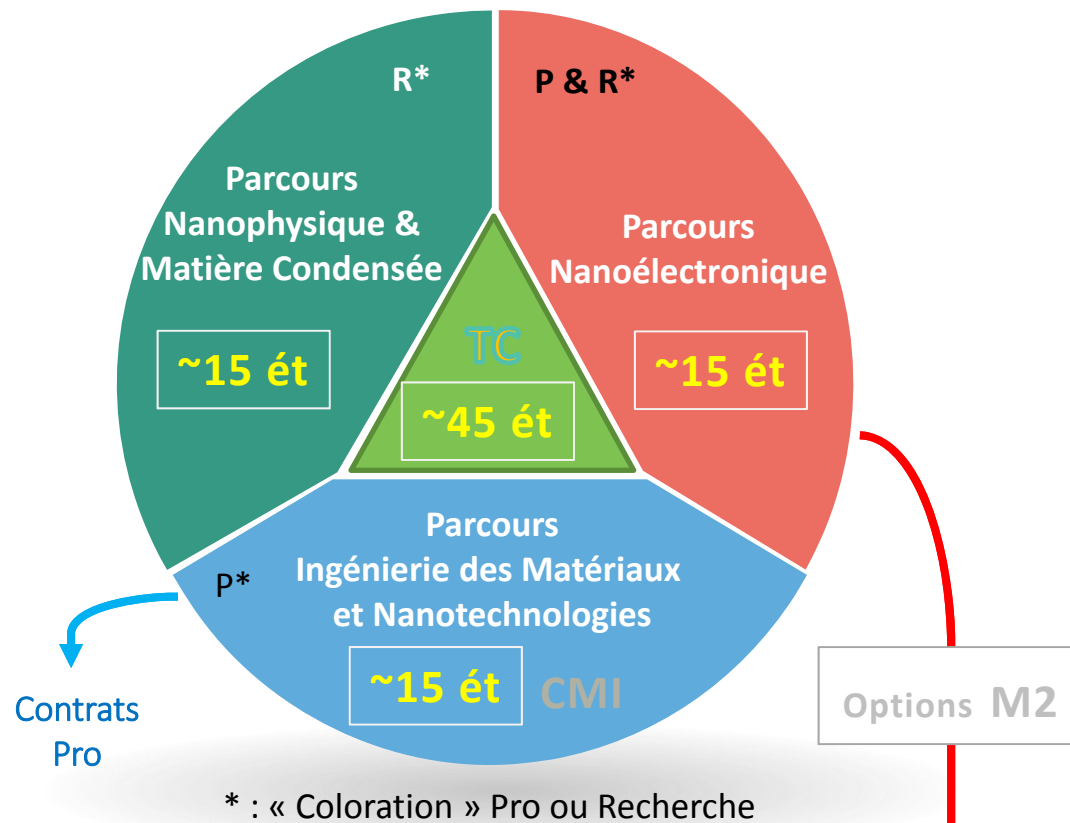 R*
P & R*
Parcours
Nanophysique &
Matière Condensée
~15 ét
Parcours
Nanoélectronique
~15 ét
TC
~45 ét
P*
Parcours
Ingénierie des Matériaux
et Nanotechnologies
~15 ét
CMI
Contrats
Pro
Options M2
* : « Coloration » Pro ou Recherche